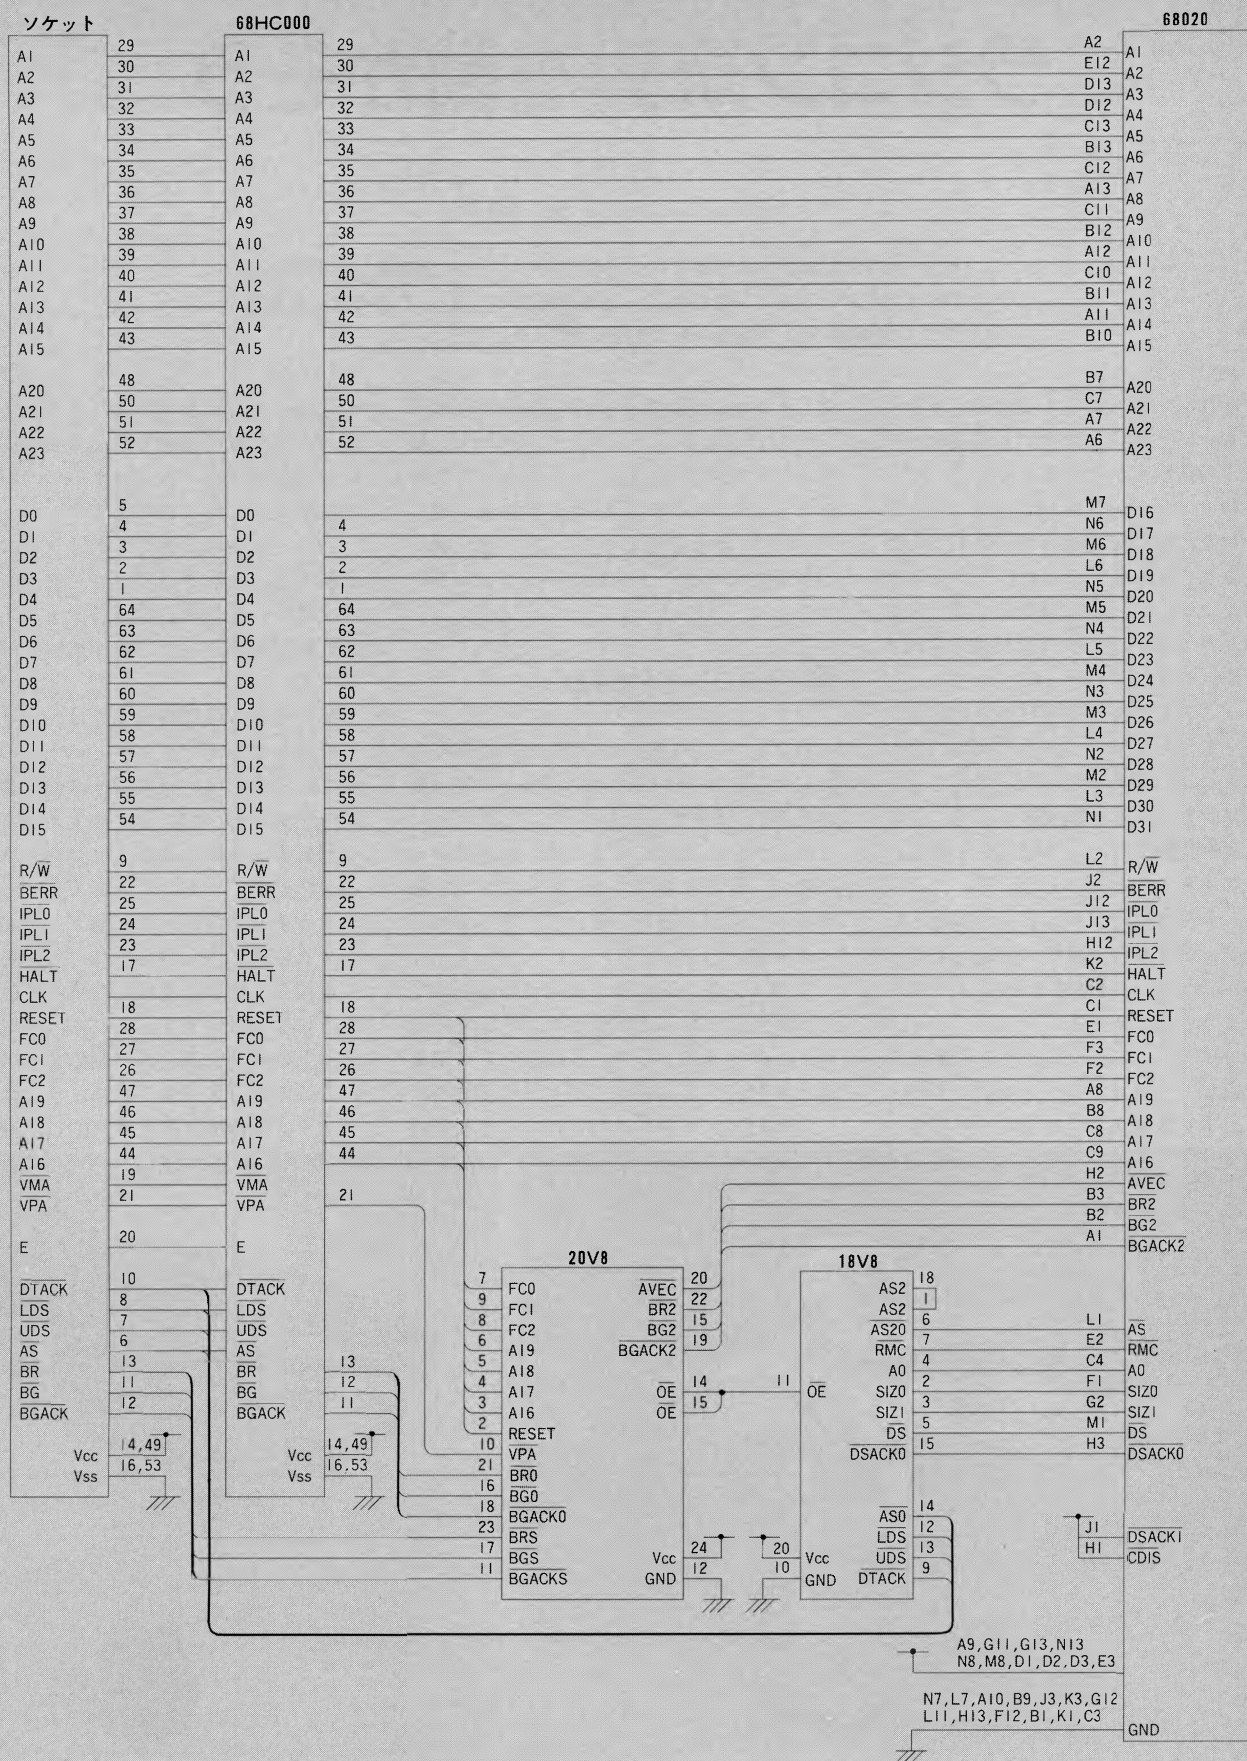 ソケット 68HC000 68020
A1 29 A1 29 A2 A1
A2 30 A2 30 E12 A2
A3 31 A3 31 D13 A3
A4 32 A4 32 D12 A4
A5 33 A5 33 C13 A5
A6 34 A6 34 B13 A6
A7 35 A7 35 C12 A7
A8 36 A8 36 A13 A8
A9 37 A9 37 C11 A9
A10 38 A10 38 B12 A10
A11 39 A11 39 A12 A11
A12 40 A12 40 C10 A12
A13 41 A13 41 B11 A13
A14 42 A14 42 A11 A14
A15 43 A15 43 B10 A15
A20 48 A20 48 B7 A20
A21 50 A21 50 C7 A21
A22 51 A22 51 A7 A22
A23 52 A23 52 A6 A23
D0 5 D0 M7 D16
D1 4 D1 4 N6 D17
D2 3 D2 3 M6 D18
D3 2 D3 2 L6 D19
D4 1 D4 1 N5 D20
D5 64 D5 64 M5 D21
D6 63 D6 63 N4 D22
D7 62 D7 62 L5 D23
D8 61 D8 61 M4 D24
D9 60 D9 60 N3 D25
D10 59 D10 59 M3 D26
D11 58 D11 58 L4 D27
D12 57 D12 57 N2 D28
D13 56 D13 56 M2 D29
D14 55 D14 55 L3 D30
D15 54 D15 54 N1 D31
R/W̅ 9 R/W̅ 9 L2 R/W̅
BERR 22 BERR 22 J2 BERR
IPL0 25 IPL0 25 J12 IPL0
IPL1 24 IPL1 24 J13 IPL1
IPL2 23 IPL2 23 H12 IPL2
HALT 17 HALT 17 K2 HALT
CLK CLK C2 CLK
RESET 18 RESET 18 C1 RESET
FC0 28 FC0 28 E1 FC0
FC1 27 FC1 27 F3 FC1
FC2 26 FC2 26 F2 FC2
A19 47 A19 47 A8 A19
A18 46 A18 46 B8 A18
A17 45 A17 45 C8 A17
A16 44 A16 44 C9 A16
VMA 19 VMA H2 AVEC
VPA 21 VPA 21 B3 BR2
B2 BG2
E 20 E A1 BGACK2
20V8 18V8
DTACK 10 DTACK 7 FC0 AVEC 20 AS2 18
LDS 8 LDS 9 FC1 BR2 22 AS2 1
UDS 7 UDS 8 FC2 BG2 15 AS20 6 L1 AS
AS 6 AS 6 A19 BGACK2 19 RMC 7 E2 RMC
BR 13 BR 13 5 A18 A0 4 C4 A0
BG 11 BG 12 4 A17 OE 14 11 OE SIZ0 2 F1 SIZ0
BGACK 12 BGACK 11 3 A16 OE 15 SIZ1 3 G2 SIZ1
2 RESET DS 5 M1 DS
Vcc 14,49 Vcc 14,49 10 VPA DSACK0 15 H3 DSACK0
Vss 16,53 Vss 16,53 21 BR0
16 BG0
18 BGACK0 AS0 14
23 BRS LDS 12 J1 DSACK1
17 BGS Vcc 24 20 Vcc UDS 13 H1 CDIS
11 BGACKS GND 12 10 GND DTACK 9
A9,G11,G13,N13
N8,M8,D1,D2,D3,E3
N7,L7,A10,B9,J3,K3,G12
L11,H13,F12,B1,K1,C3
GND